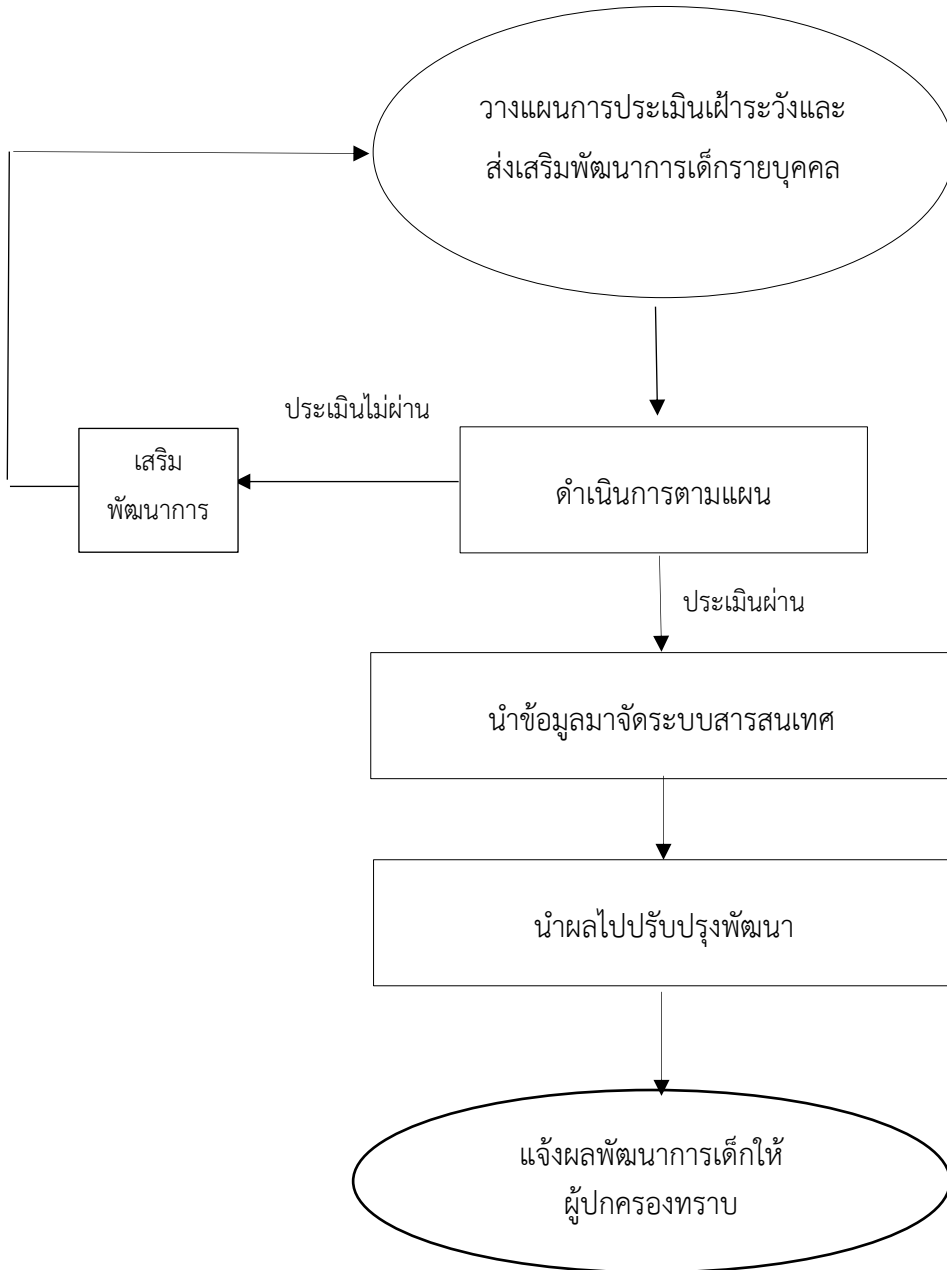 วางแผนการประเมินเฝ้าระวังและ
ส่งเสริมพัฒนาการเด็กรายบุคคล
ประเมินไม่ผ่าน
เสริม
พัฒนาการ
ดำเนินการตามแผน
ประเมินผ่าน
นำข้อมูลมาจัดระบบสารสนเทศ
นำผลไปปรับปรุงพัฒนา
แจ้งผลพัฒนาการเด็กให้
ผู้ปกครองทราบ